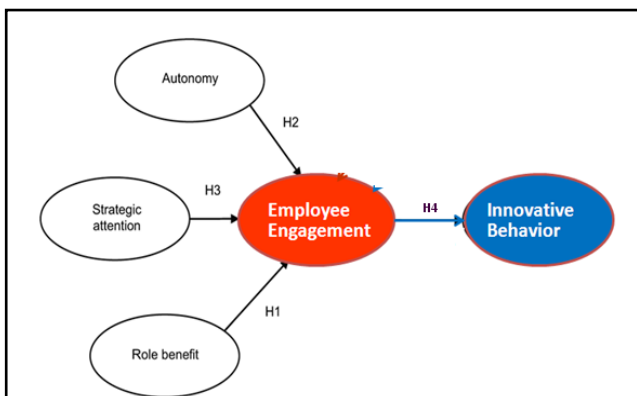 Autonomy
H2
H3
Strategic
attention
Employee
Engagement
H4
Innovative
Behavior
H1
Role benefit